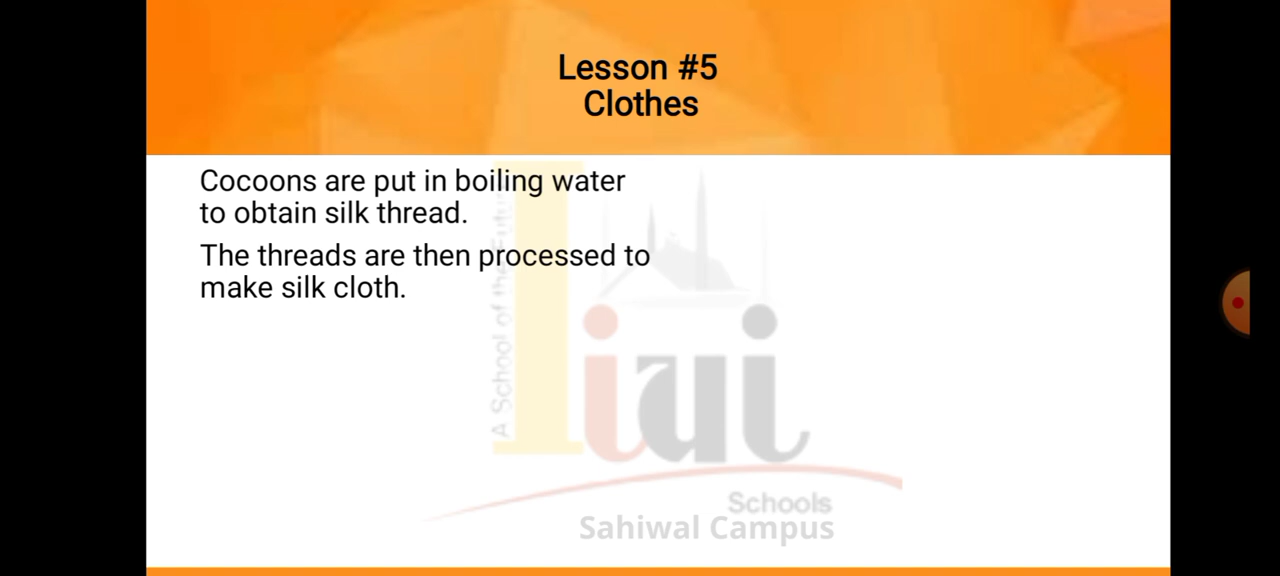 Lesson #5
Clothes
Cocoons are put in boiling water
to obtain silk thread.
The threads are then processed to
make silk cloth.
A School of the Future
Iiui
Schools
Sahiwal Campus